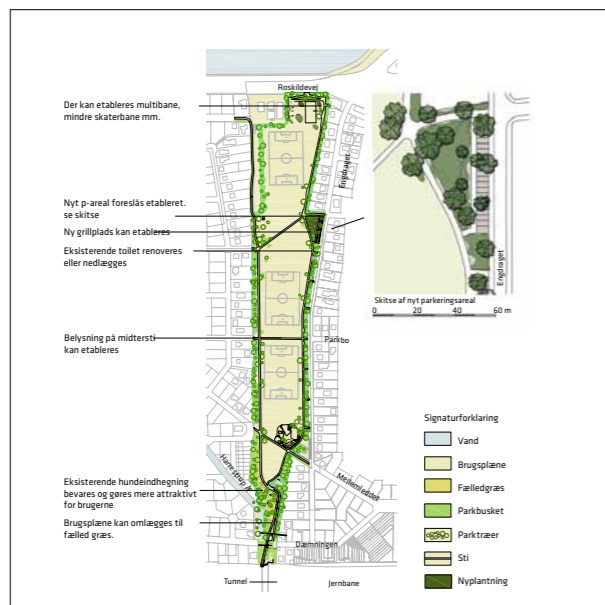 Roskildevej
Der kan etableres multibane,
mindre skaterbane mm.
Engdraget
Nyt p-areal foreslås etableret.
se skitse
Ny grillplads kan etableres
Eksisterende toilet renoveres
eller nedlægges
Engdraget
Skitse af nyt parkeringsareal
0 20 40 60 m
Belysning på midtersti
kan etableres
Parkbo
Signaturforklaring
Vand
Brugsplæne
Fælledgræs
Parkbusket
Parktræer
Sti
Nyplantning
Harrestrup Å
Mellemleddet
Eksisterende hundeindhegning
bevares og gøres mere attraktivt
for brugerne
Brugsplæne kan omlægges til
fælled græs.
Dæmningen
Tunnel
Jernbane